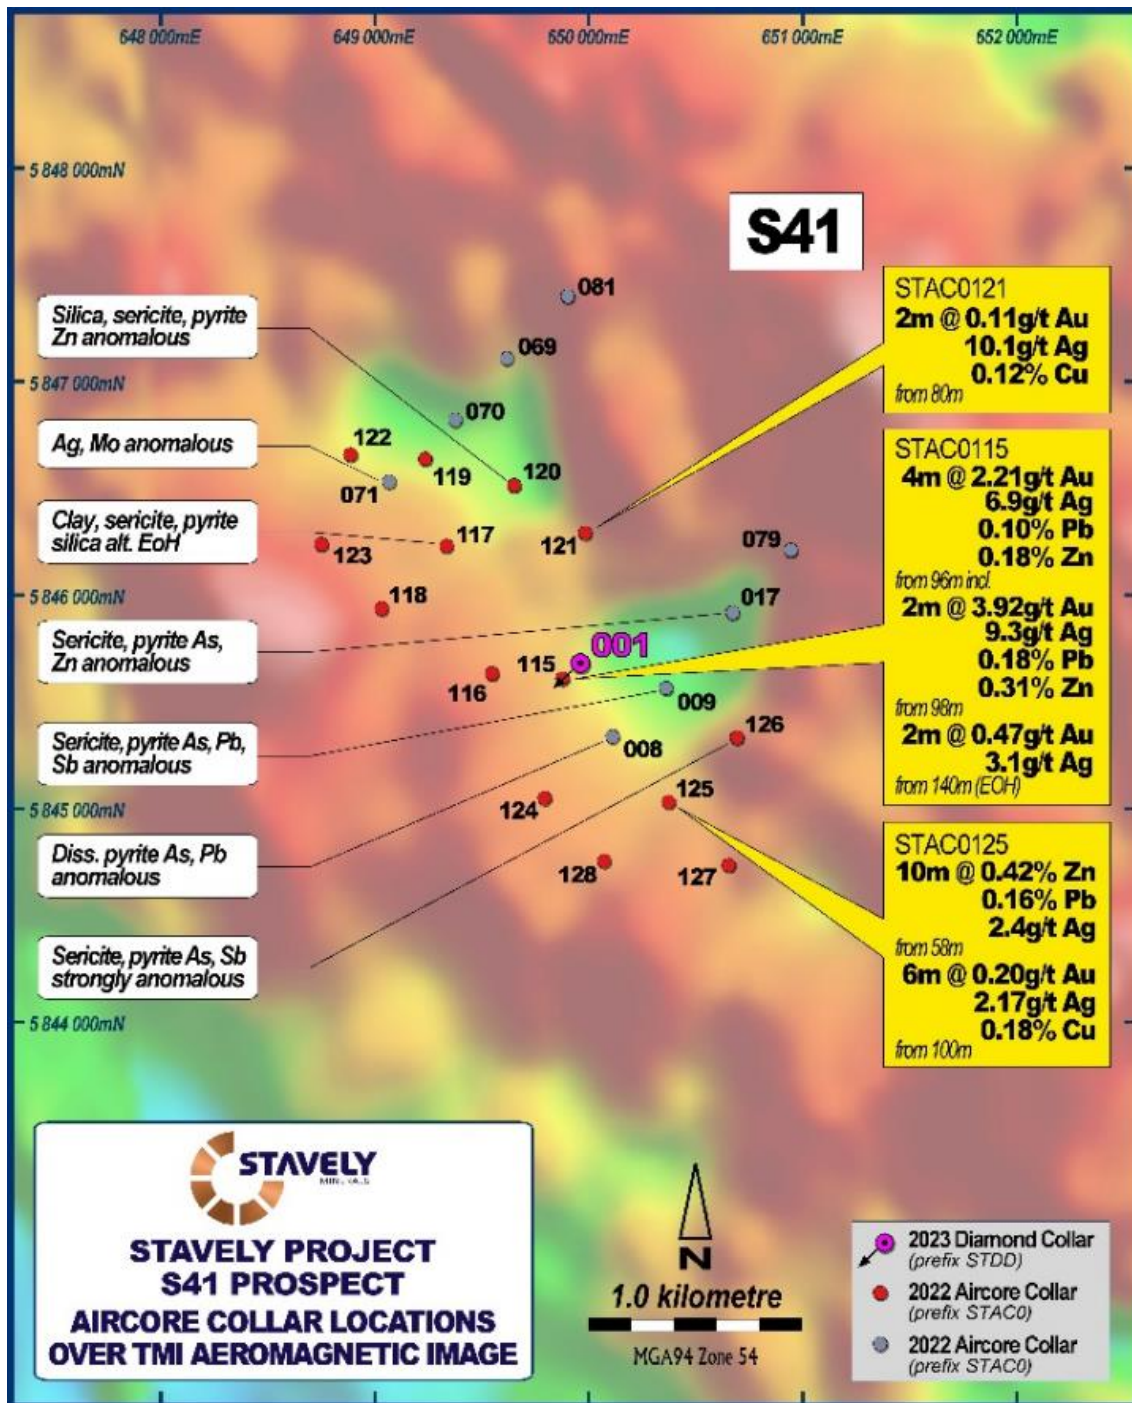 648 000mE
649 000mE
650 000mE
651 000mE
652 000mE
5 848 000mN
S41
081
STAC0121
2m @ 0.11g/t Au
10.1g/t Ag
0.12% Cu
from 80m
Silica, sericite, pyrite
Zn anomalous
069
5 847 000mN
070
Ag, Mo anomalous
122
119
120
071
STAC0115
4m @ 2.21g/t Au
6.9g/t Ag
0.10% Pb
0.18% Zn
from 96m incl.
2m @ 3.92g/t Au
9.3g/t Ag
0.18% Pb
0.31% Zn
from 98m
2m @ 0.47g/t Au
3.1g/t Ag
from 140m (EOH)
Clay, sericite, pyrite
silica alt. EoH
123
117
121
079
5 846 000mN
118
017
Sericite, pyrite As,
Zn anomalous
001
115
116
009
Sericite, pyrite As, Pb,
Sb anomalous
008
126
5 845 000mN
124
125
STAC0125
10m @ 0.42% Zn
0.16% Pb
2.4g/t Ag
from 58m
6m @ 0.20g/t Au
2.17g/t Ag
0.18% Cu
from 100m
Diss. pyrite As, Pb
anomalous
128
127
Sericite, pyrite As, Sb
strongly anomalous
5 844 000mN
STAVELY
MINERALS
STAVELY PROJECT
S41 PROSPECT
AIRCORE COLLAR LOCATIONS
OVER TMI AEROMAGNETIC IMAGE
N
1.0 kilometre
MGA94 Zone 54
2023 Diamond Collar
(prefix STDD)
2022 Aircore Collar
(prefix STAC0)
2022 Aircore Collar
(prefix STAC0)